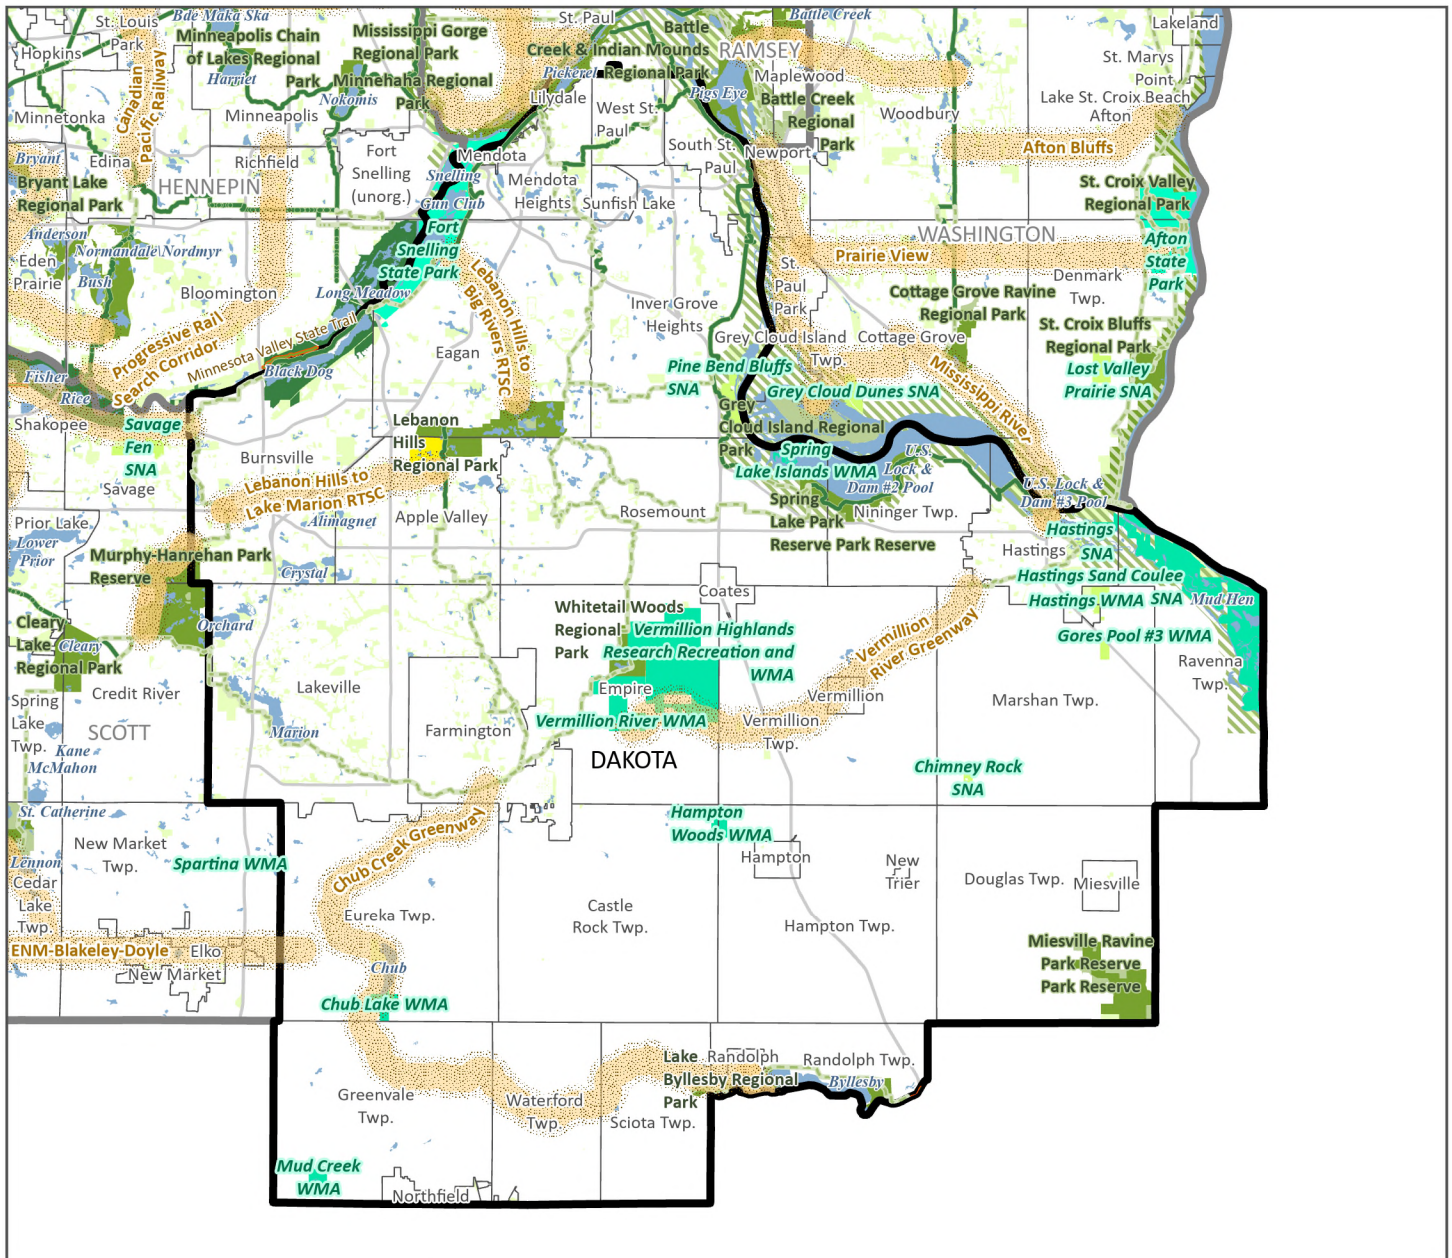 St. Louis
Park
Bde Maka Ska
Minneapolis Chain
of Lakes Regional
Park
Harriet
Hopkins
Canadian
Pacific Railway
Mississippi Gorge
Regional Park
Minnehaha Regional
Park
Nokomis
St. Paul
Battle
Creek & Indian Mounds
Regional Park
Pickerel
Lilydale
RAMSEY
Battle Creek
Maplewood
Pigs Eye
Battle Creek
Regional
Park
Woodbury
Lakeland
St. Marys
Point
Lake St. Croix Beach
Afton
Afton Bluffs
Minnetonka
Minneapolis
Edina
Richfield
Bryant
Bryant Lake
Regional Park
HENNEPIN
Fort
Snelling
(unorg.)
Mendota
Snelling
Gun Club
Mendota
Heights
West St.
Paul
South St.
Paul
Newport
Sunfish Lake
St. Croix Valley
Regional Park
WASHINGTON
Afton
State
Park
Anderson
Normandale
Nordmyr
Eden
Prairie
Bush
Fort
Snelling
State Park
Long Meadow
Bloomington
Lebanon Hills to
Big Rivers RTSC
Prairie View
Denmark
Twp.
St.
Paul
Park
Inver Grove
Heights
Cottage Grove Ravine
Regional Park
Progressive Rail
Search Corridor
Minnesota Valley State Trail
Black Dog
Eagan
Grey Cloud Island
Twp.
Cottage Grove
St. Croix Bluffs
Regional Park
Lost Valley
Prairie SNA
Fisher
Rice
Pine Bend Bluffs
SNA
Grey Cloud Dunes SNA
Mississippi River
Shakopee
Savage
Fen
SNA
Savage
Lebanon
Hills
Regional Park
Grey
Cloud Island Regional
Park
Burnsville
Spring
Lake Islands WMA
U.S.
Lock &
Dam #2 Pool
U.S. Lock &
Dam #3 Pool
Lebanon Hills to
Lake Marion RTSC
Alimagnet
Apple Valley
Rosemount
Spring
Lake Park
Reserve Park Reserve
Nininger Twp.
Prior Lake
Lower
Prior
Hastings
Hastings
SNA
Murphy-Hanrehan Park
Reserve
Crystal
Hastings Sand Coulee
SNA
Hastings WMA
Mud Hen
Coates
Whitetail Woods
Regional
Park
Vermillion Highlands
Research Recreation and
WMA
Vermillion
River Greenway
Gores Pool #3 WMA
Cleary
Lake
Regional Park
Cleary
Orchard
Ravenna
Twp.
Credit River
Lakeville
Empire
Vermillion
Marshan Twp.
Spring
Lake
Twp.
SCOTT
Vermillion River WMA
Vermillion
Twp.
Marion
Farmington
Kane
McMahon
DAKOTA
Chimney Rock
SNA
St. Catherine
Hampton
Woods WMA
New Market
Twp.
Chub Creek Greenway
Spartina WMA
Hampton
New
Trier
Douglas Twp.
Miesville
Lennon
Cedar
Lake
Twp.
Eureka Twp.
Castle
Rock Twp.
Hampton Twp.
ENM-Blakeley-Doyle
Elko
New Market
Miesville Ravine
Park Reserve
Park Reserve
Chub
Chub Lake WMA
Lake
Byllesby Regional
Park
Randolph
Randolph Twp.
Byllesby
Greenvale
Twp.
Waterford
Twp.
Sciota Twp.
Mud Creek
WMA
Northfield